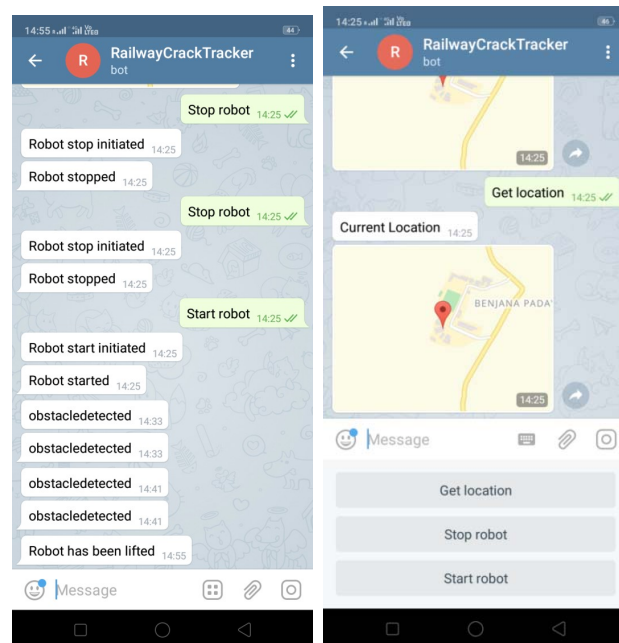 14:55
44
R
RailwayCrackTracker
bot
Stop robot 14:25
Robot stop initiated 14:25
Robot stopped 14:25
Stop robot 14:25
Robot stop initiated 14:25
Robot stopped 14:25
Start robot 14:25
Robot start initiated 14:25
Robot started 14:25
obstacledetected 14:33
obstacledetected 14:33
obstacledetected 14:41
obstacledetected 14:41
Robot has been lifted 14:55
Message
14:25
R
RailwayCrackTracker
bot
14:25
Get location 14:25
Current Location 14:25
BENJANA PADA
14:25
Message
Get location
Stop robot
Start robot